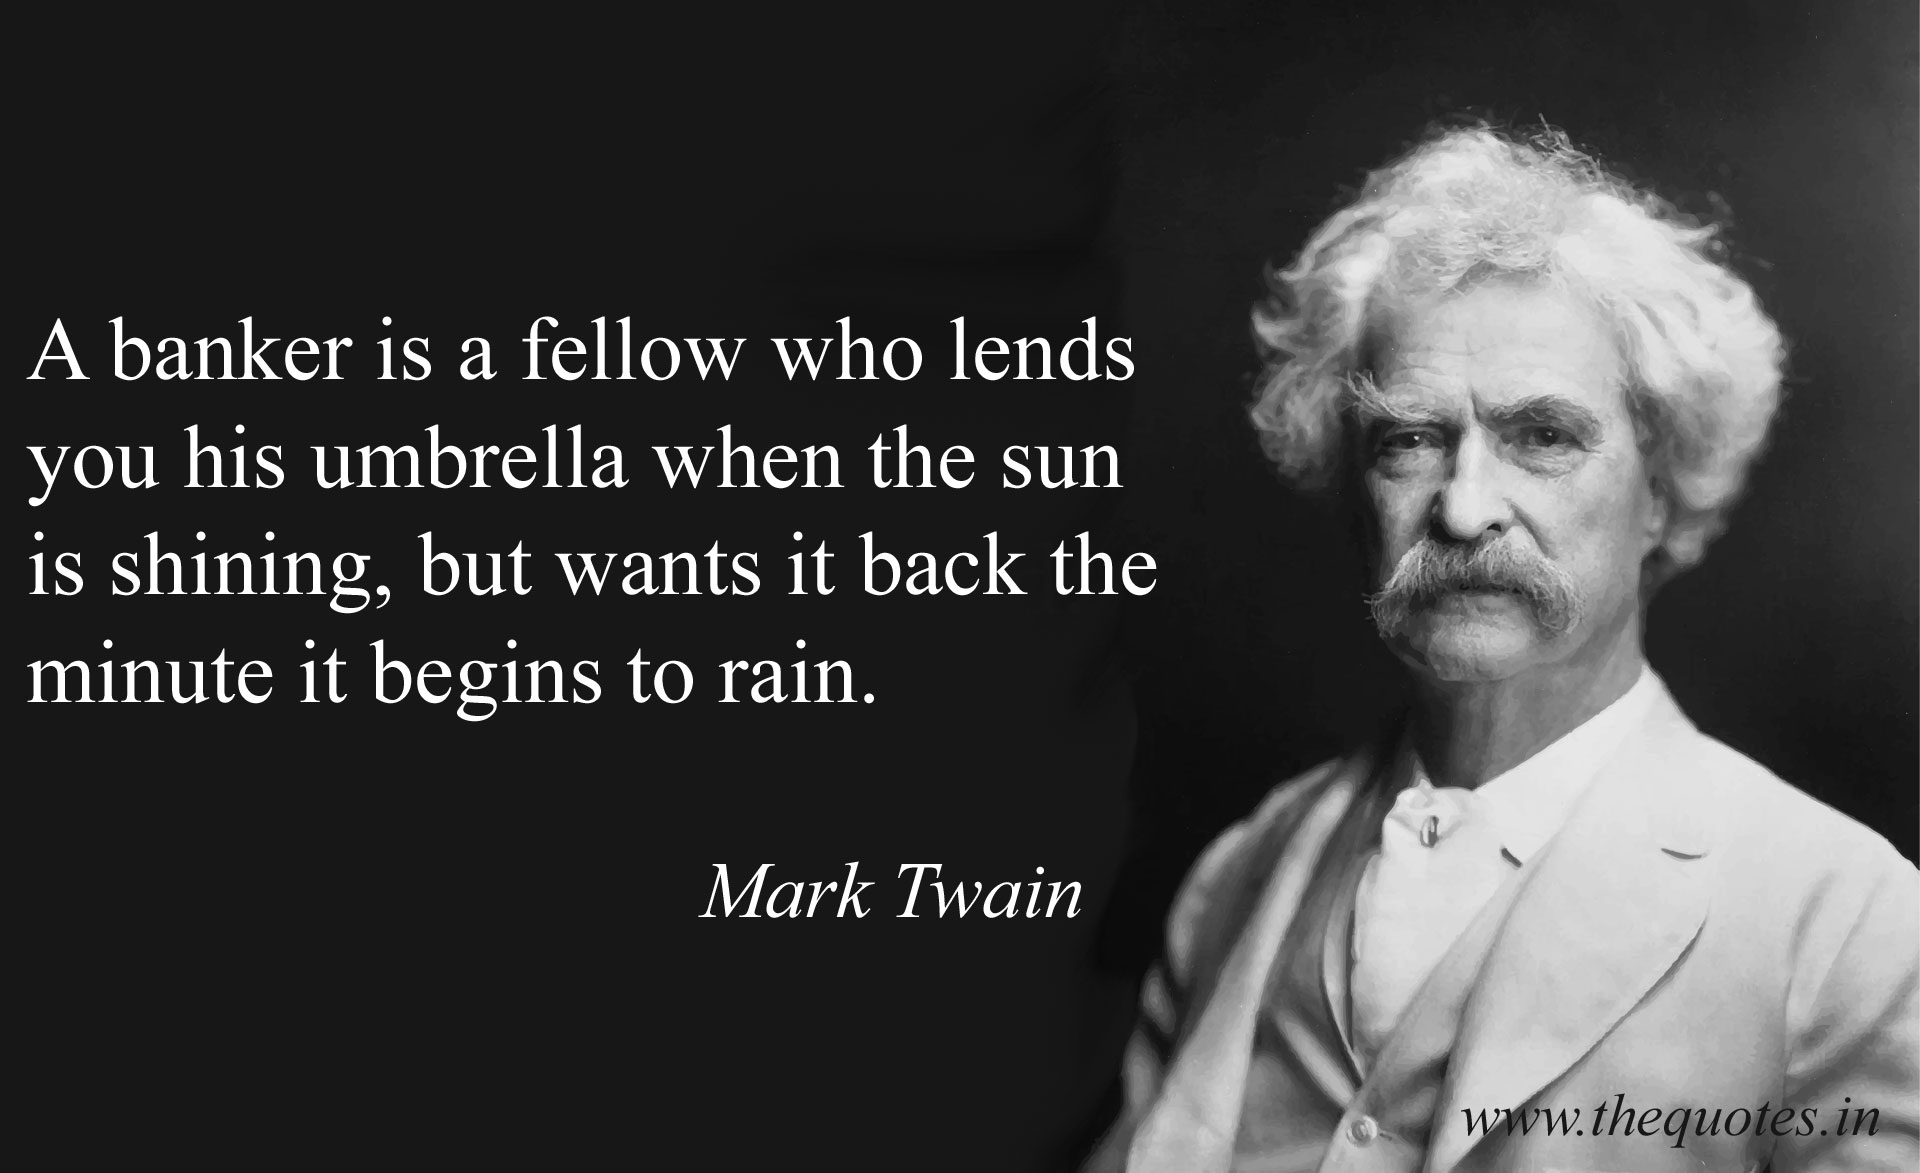 A banker is a fellow who lends
you his umbrella when the sun
is shining, but wants it back the
minute it begins to rain.
Mark Twain
www.thequotes.in